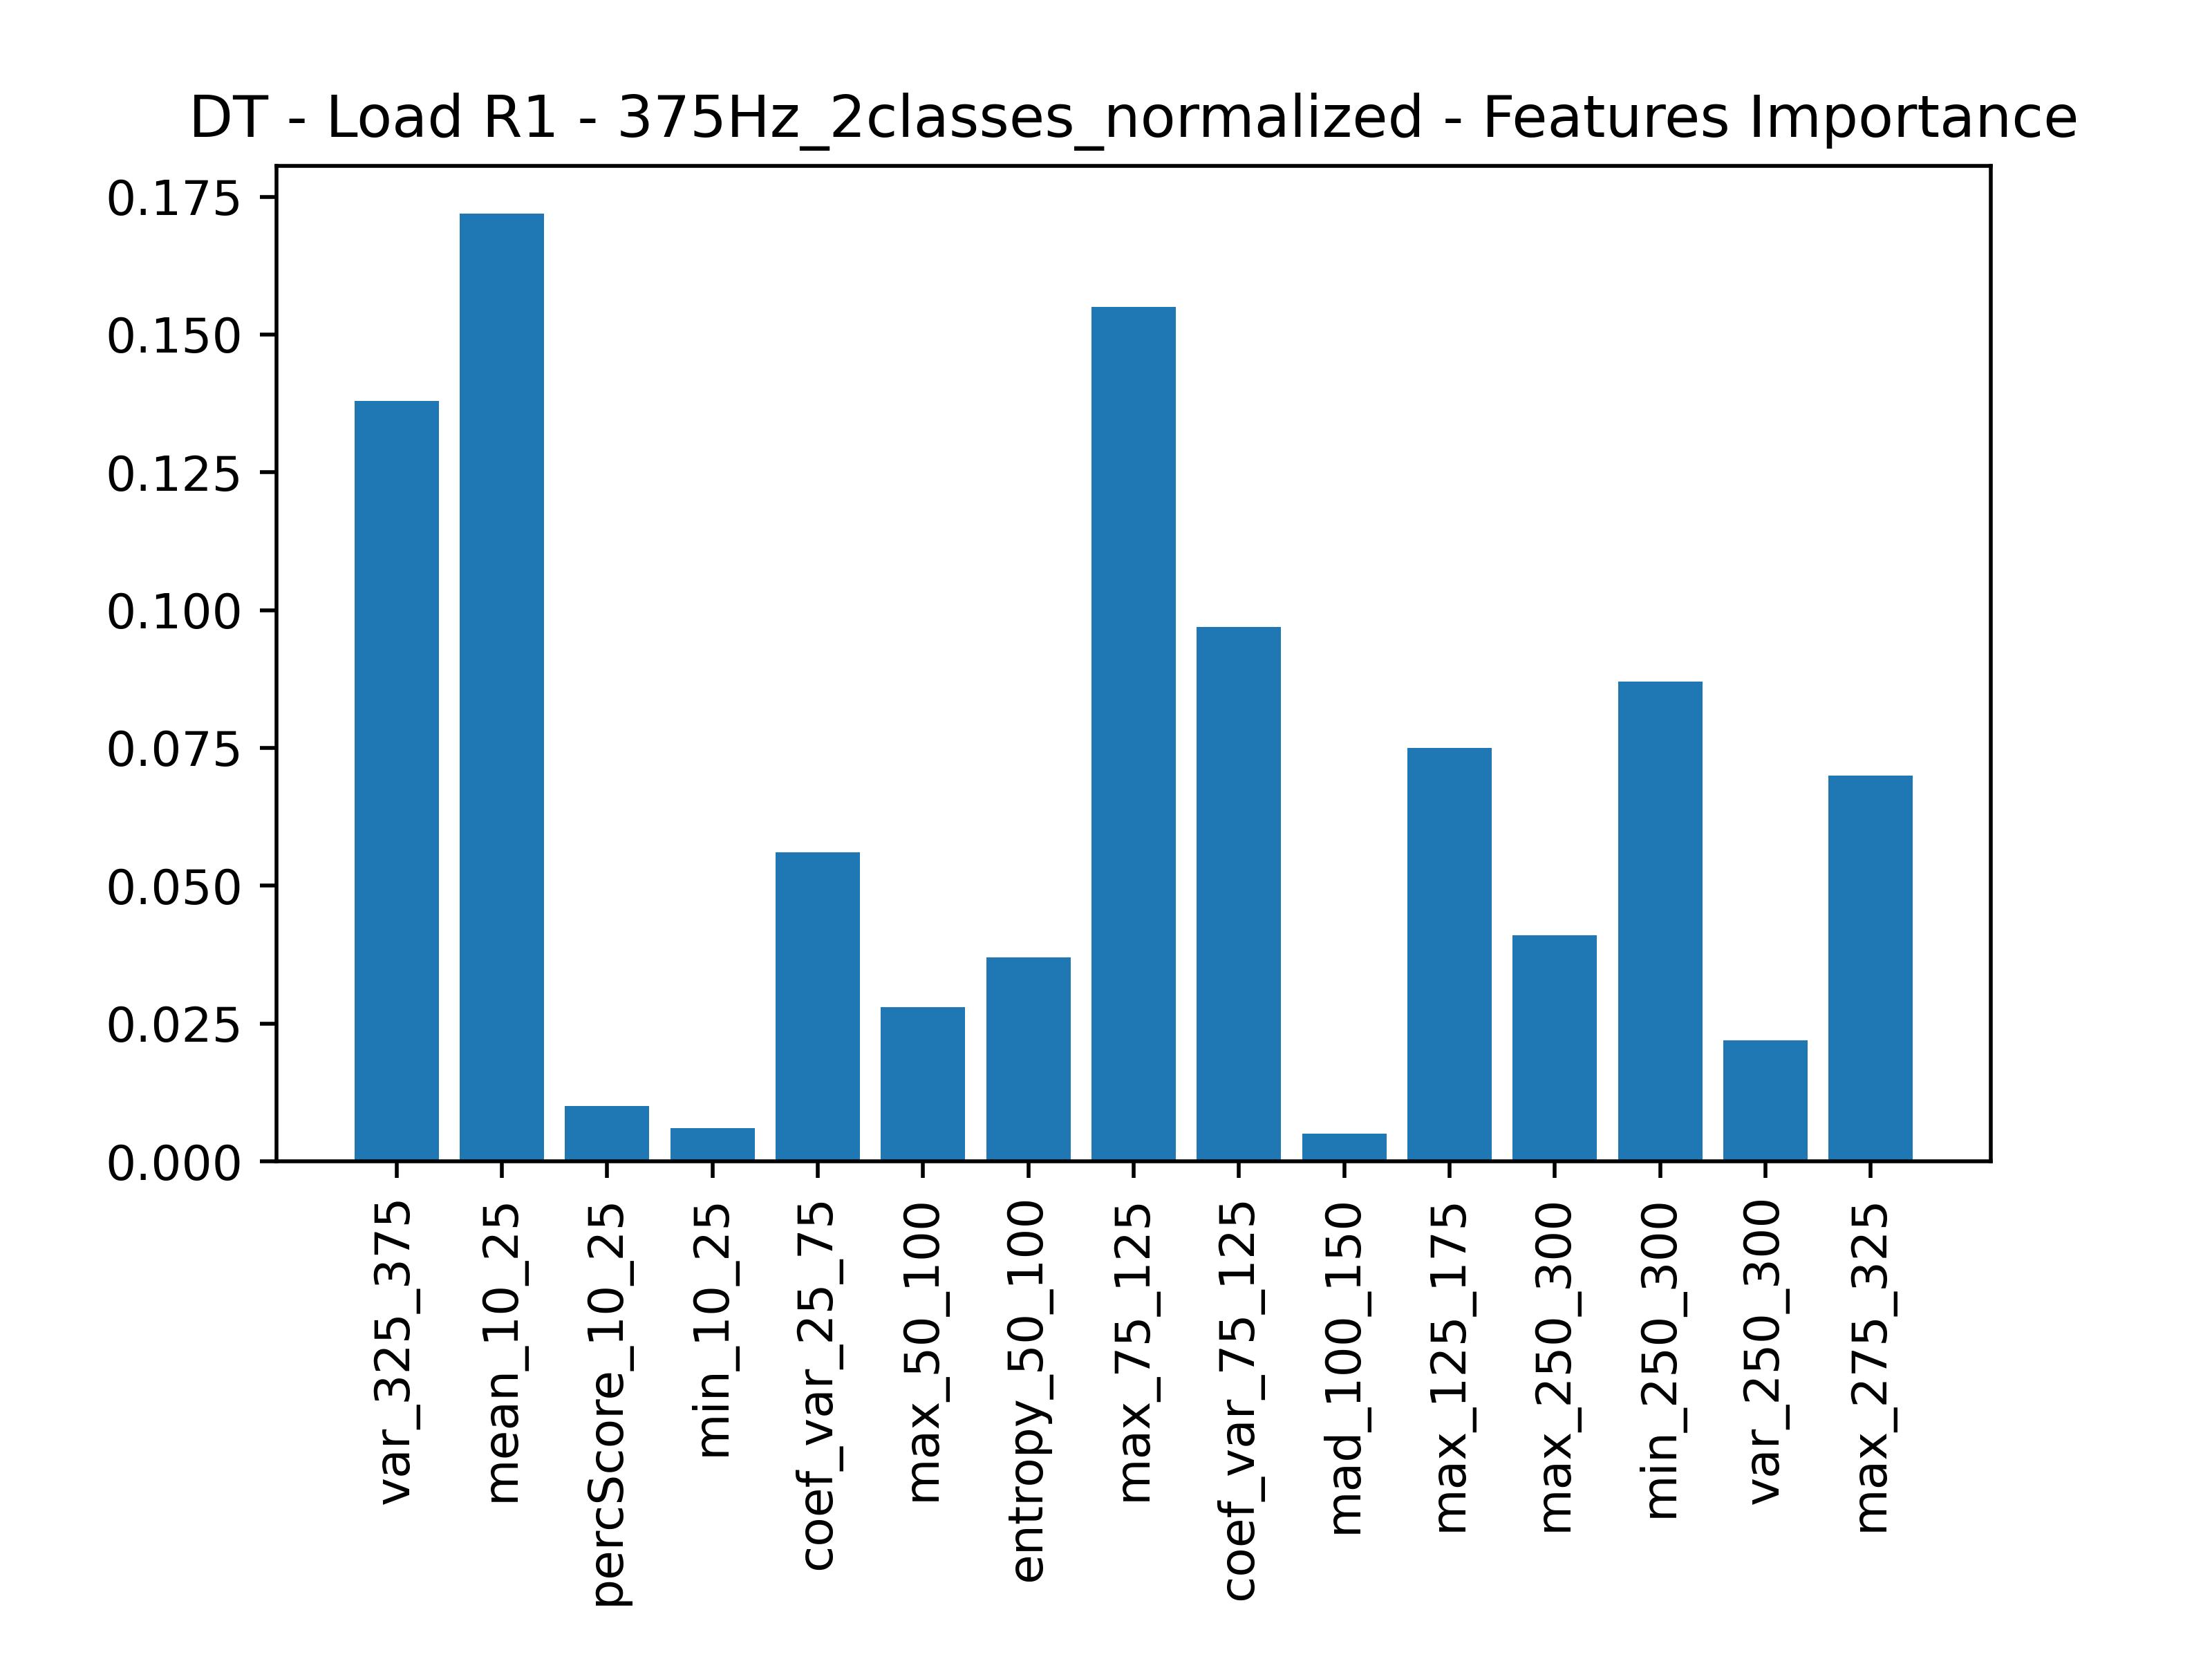 DT - Load R1 - 375Hz_2classes_normalized - Features Importance
0.175
0.150
0.125
0.100
0.075
0.050
0.025
0.000
var_325_375
mean_10_25
percScore_10_25
min_10_25
coef_var_25_75
max_50_100
entropy_50_100
max_75_125
coef_var_75_125
mad_100_150
max_125_175
max_250_300
min_250_300
var_250_300
max_275_325